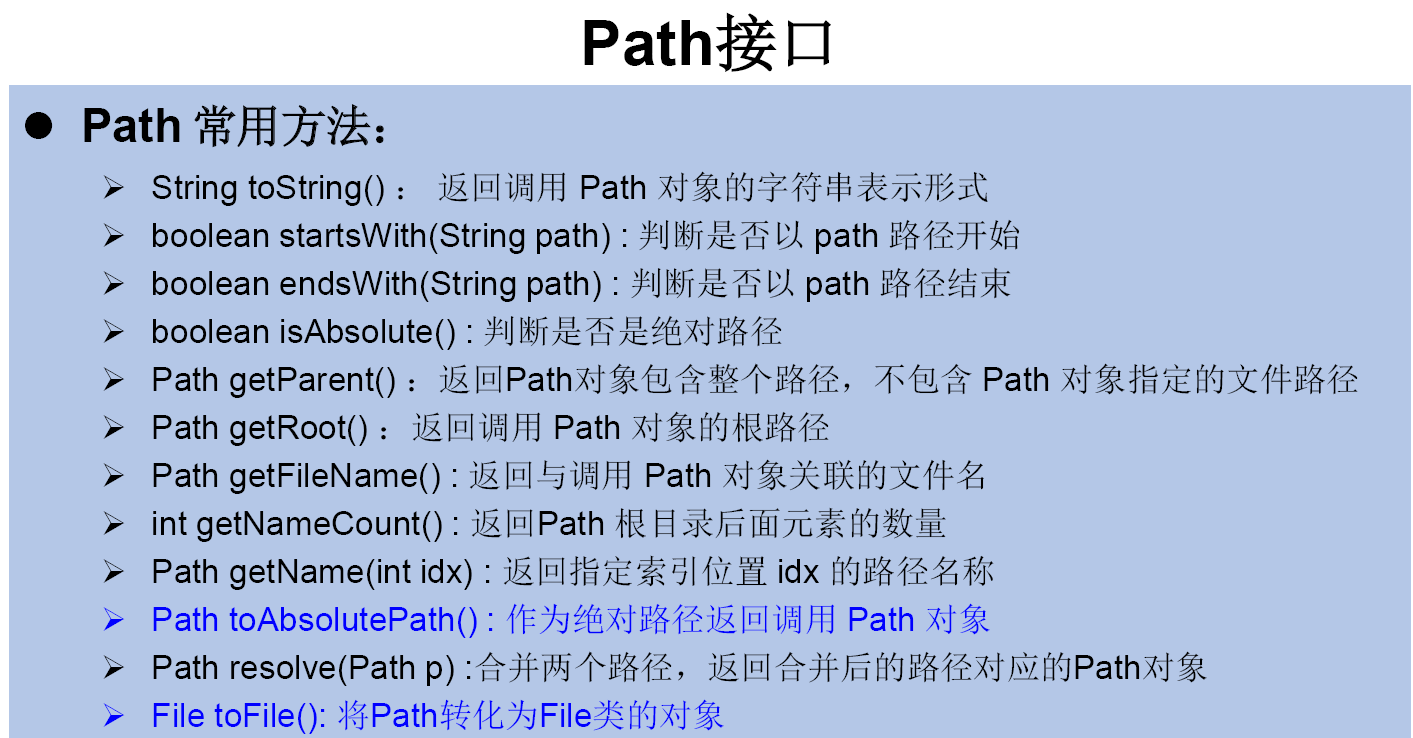 Path接口
● Path 常用方法：
➢ String toString() ： 返回调用 Path 对象的字符串表示形式
➢ boolean startsWith(String path) : 判断是否以 path 路径开始
➢ boolean endsWith(String path) : 判断是否以 path 路径结束
➢ boolean isAbsolute() : 判断是否是绝对路径
➢ Path getParent() ：返回Path对象包含整个路径，不包含 Path 对象指定的文件路径
➢ Path getRoot() ：返回调用 Path 对象的根路径
➢ Path getFileName() : 返回与调用 Path 对象关联的文件名
➢ int getNameCount() : 返回Path 根目录后面元素的数量
➢ Path getName(int idx) : 返回指定索引位置 idx 的路径名称
➢ Path toAbsolutePath() : 作为绝对路径返回调用 Path 对象
➢ Path resolve(Path p) :合并两个路径，返回合并后的路径对应的Path对象
➢ File toFile(): 将Path转化为File类的对象